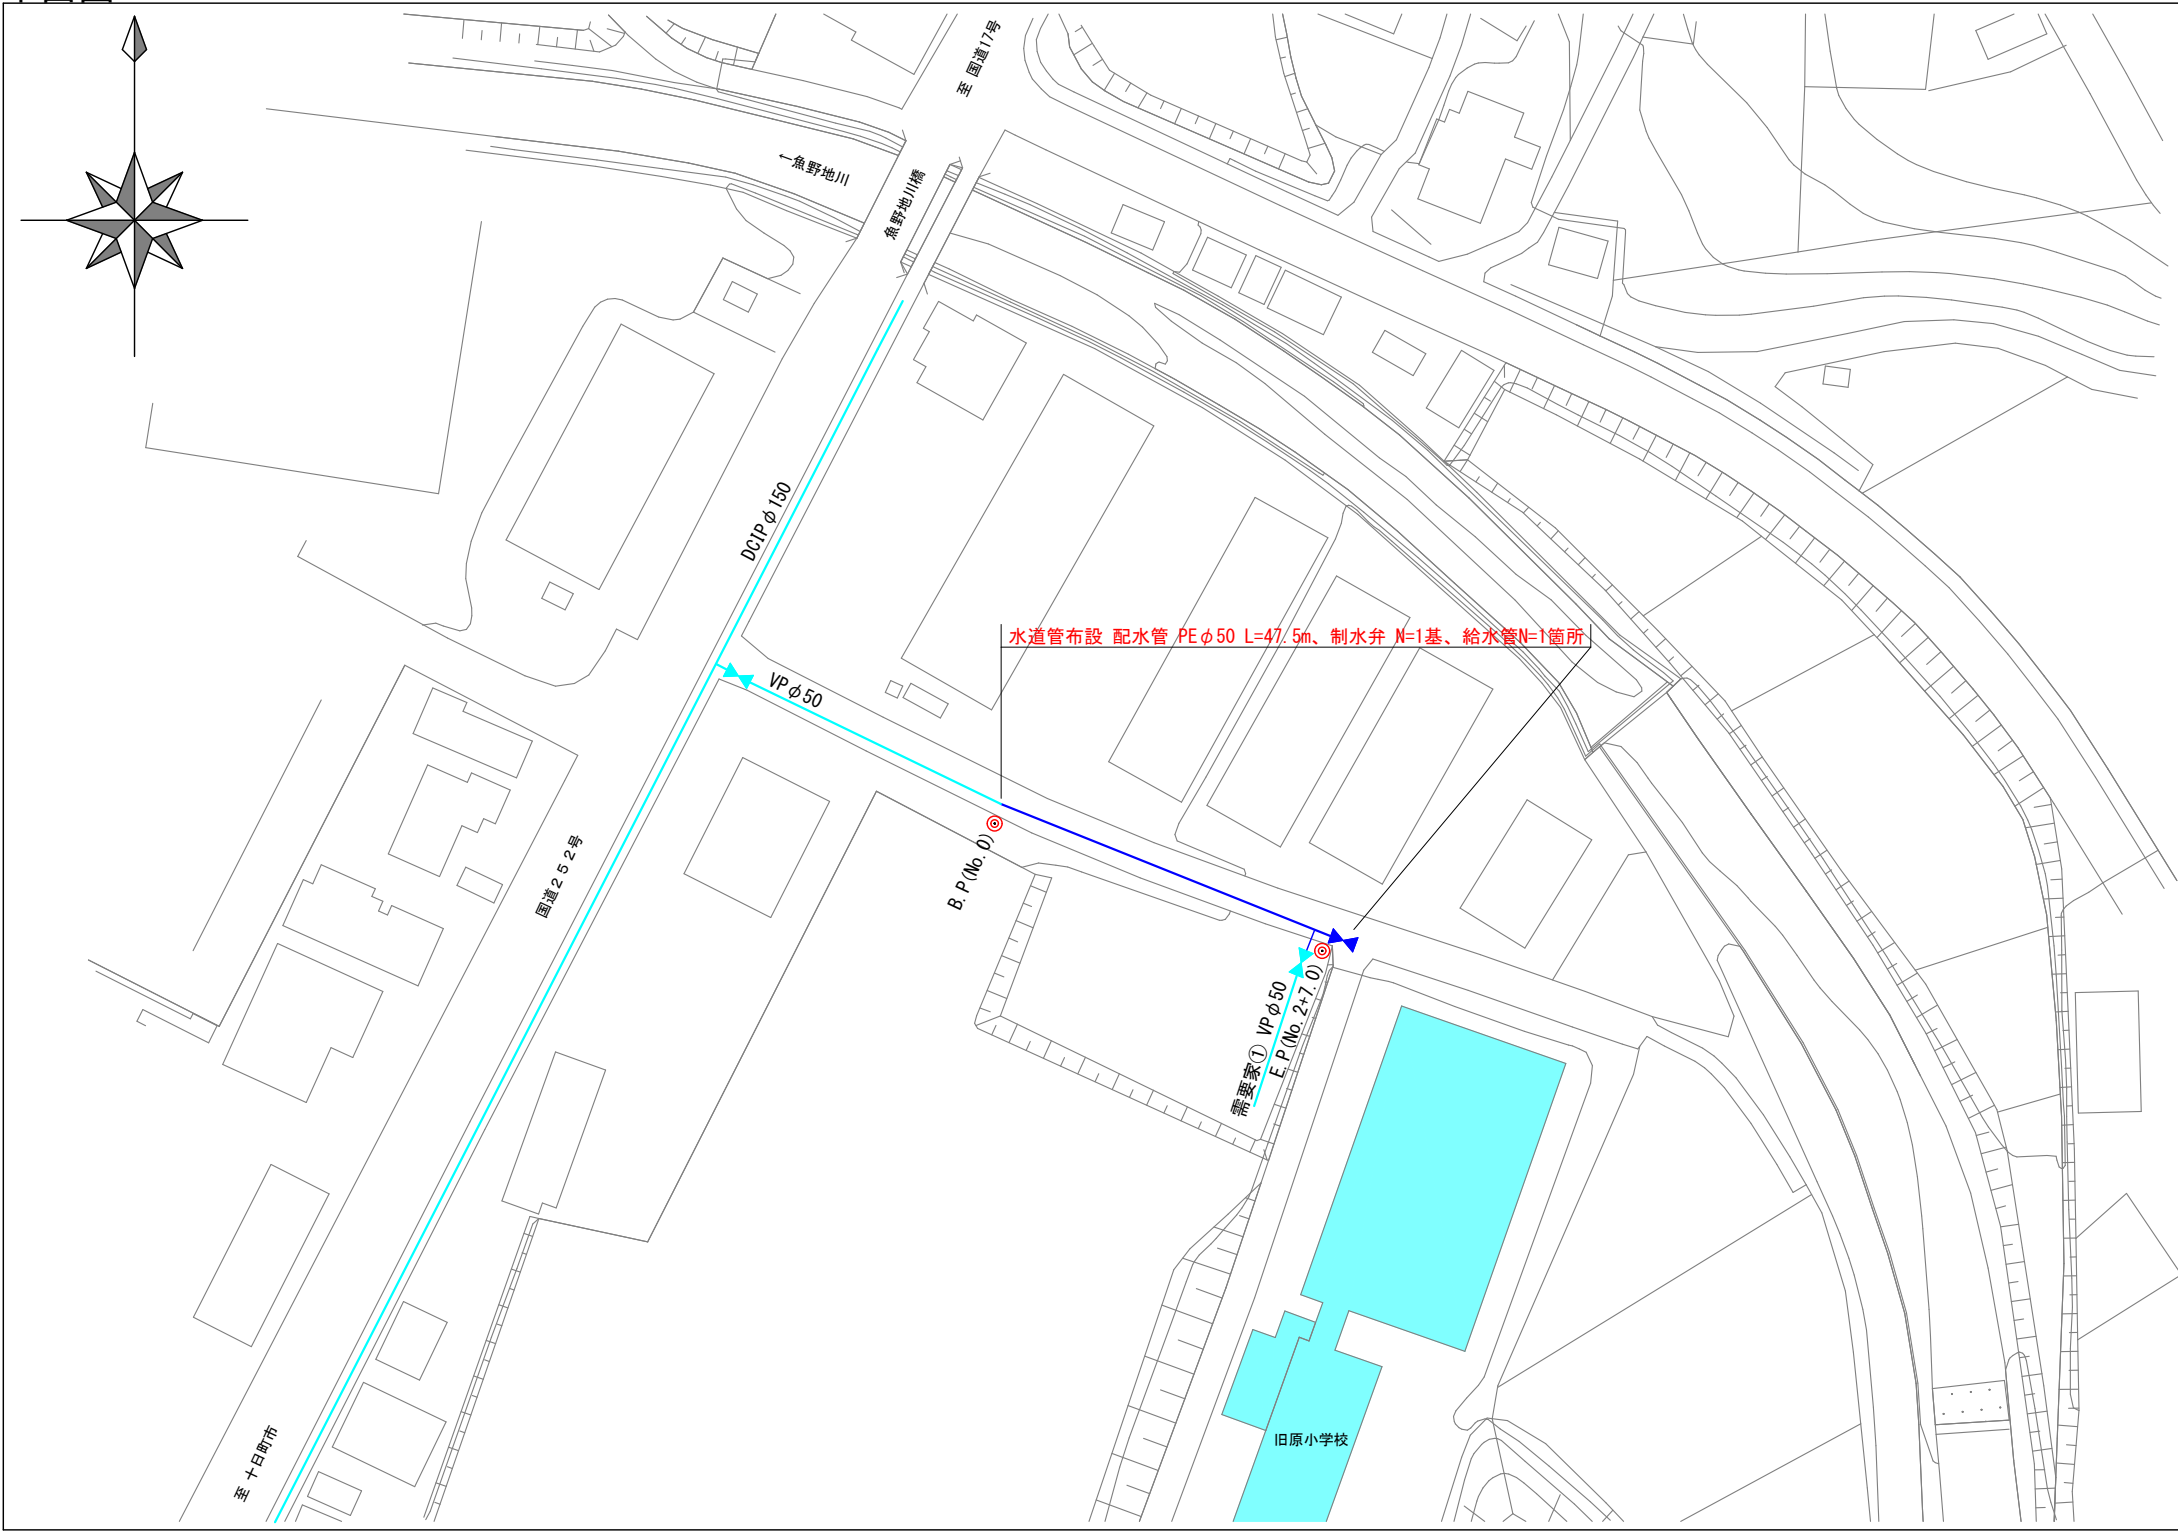 至 国道17号
←魚野地川
魚野地川橋
DCIPφ150
水道管布設 配水管 PEφ50 L=47.5m、制水弁 N=1基、給水管N=1箇所
VPφ50
B.P(No.0)
国道252号
需要家① VPφ50
E.P(No.2+7.0)
旧原小学校
至 十日町市